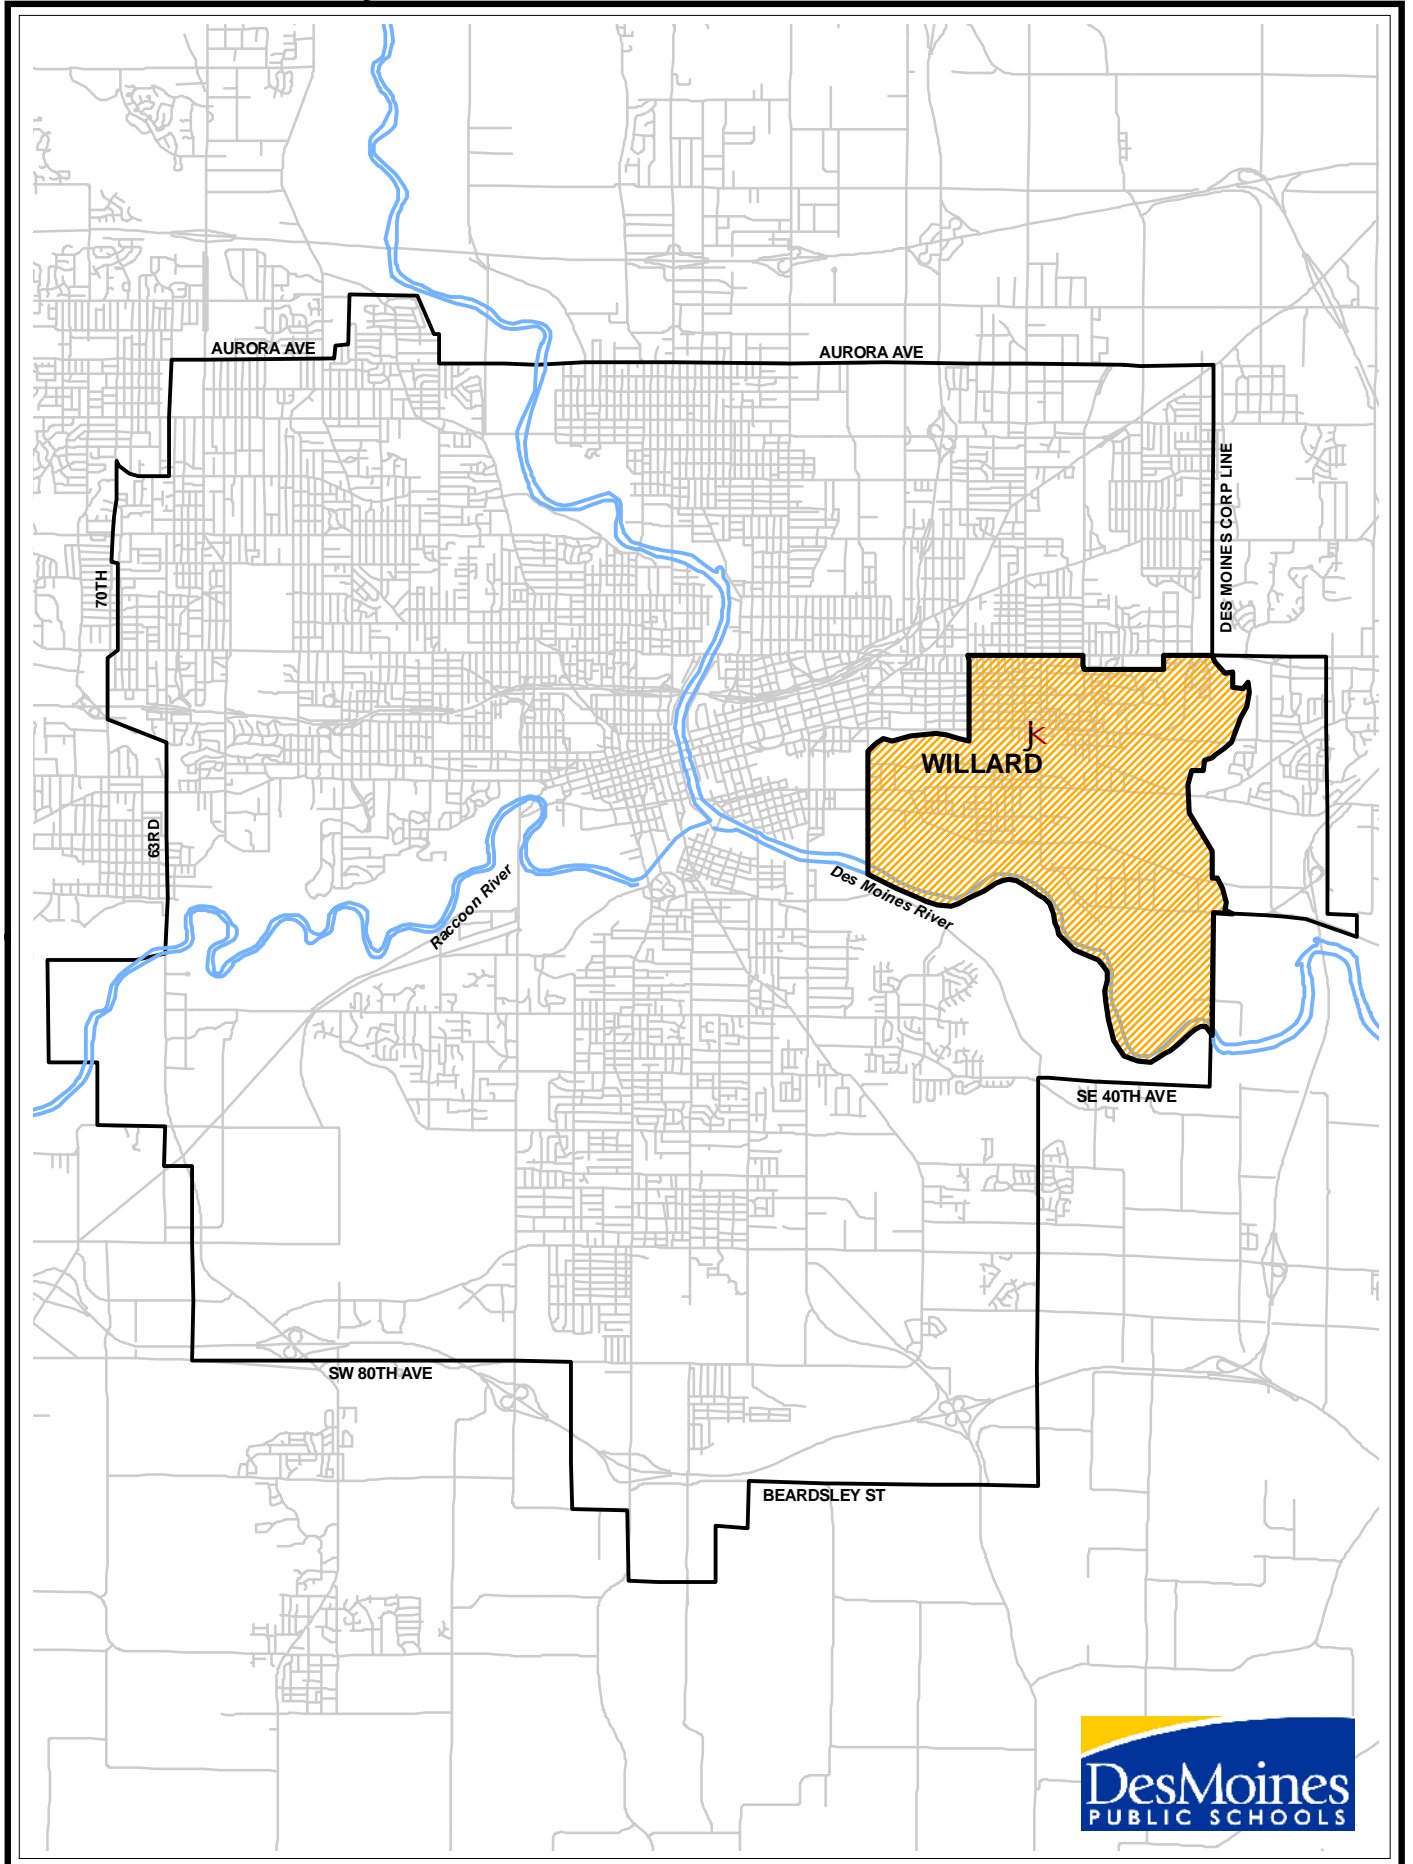 AURORA AVE
AURORA AVE
DES MOINES CORP LINE
70TH
WILLARD
63RD
Raccoon River
Des Moines River
SE 40TH AVE
SW 80TH AVE
BEARDSLEY ST
DesMoines
PUBLIC SCHOOLS